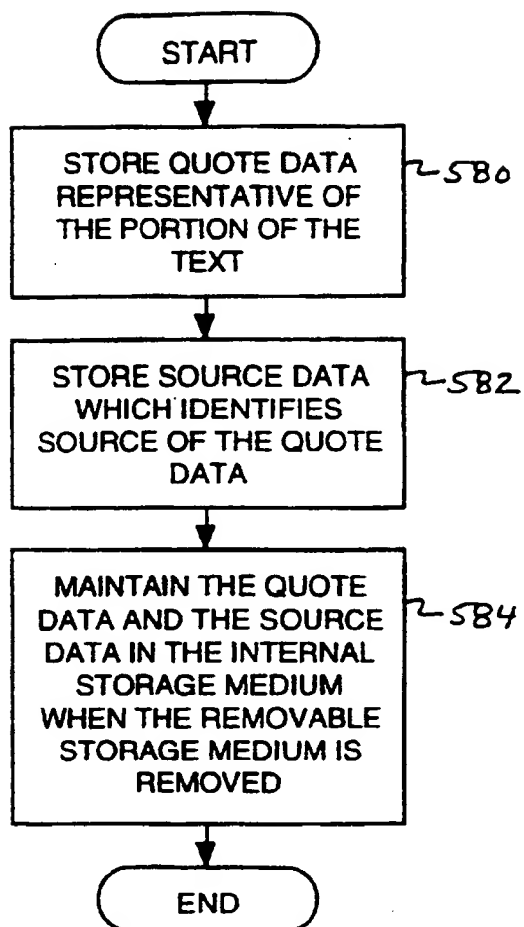 START
STORE QUOTE DATA
REPRESENTATIVE OF
THE PORTION OF THE
TEXT
580
STORE SOURCE DATA
WHICH IDENTIFIES
SOURCE OF THE QUOTE
DATA
582
MAINTAIN THE QUOTE
DATA AND THE SOURCE
DATA IN THE INTERNAL
STORAGE MEDIUM
WHEN THE REMOVABLE
STORAGE MEDIUM IS
REMOVED
584
END